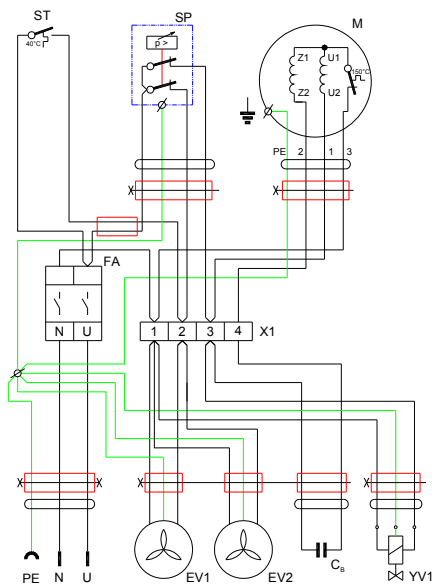 ST
SP
M
40°C
p >
Z1 U1
150°C
Z2 U2
PE 2 1 3
FA
N U
1 2 3 4 X1
PE N U EV1 EV2 CB YV1